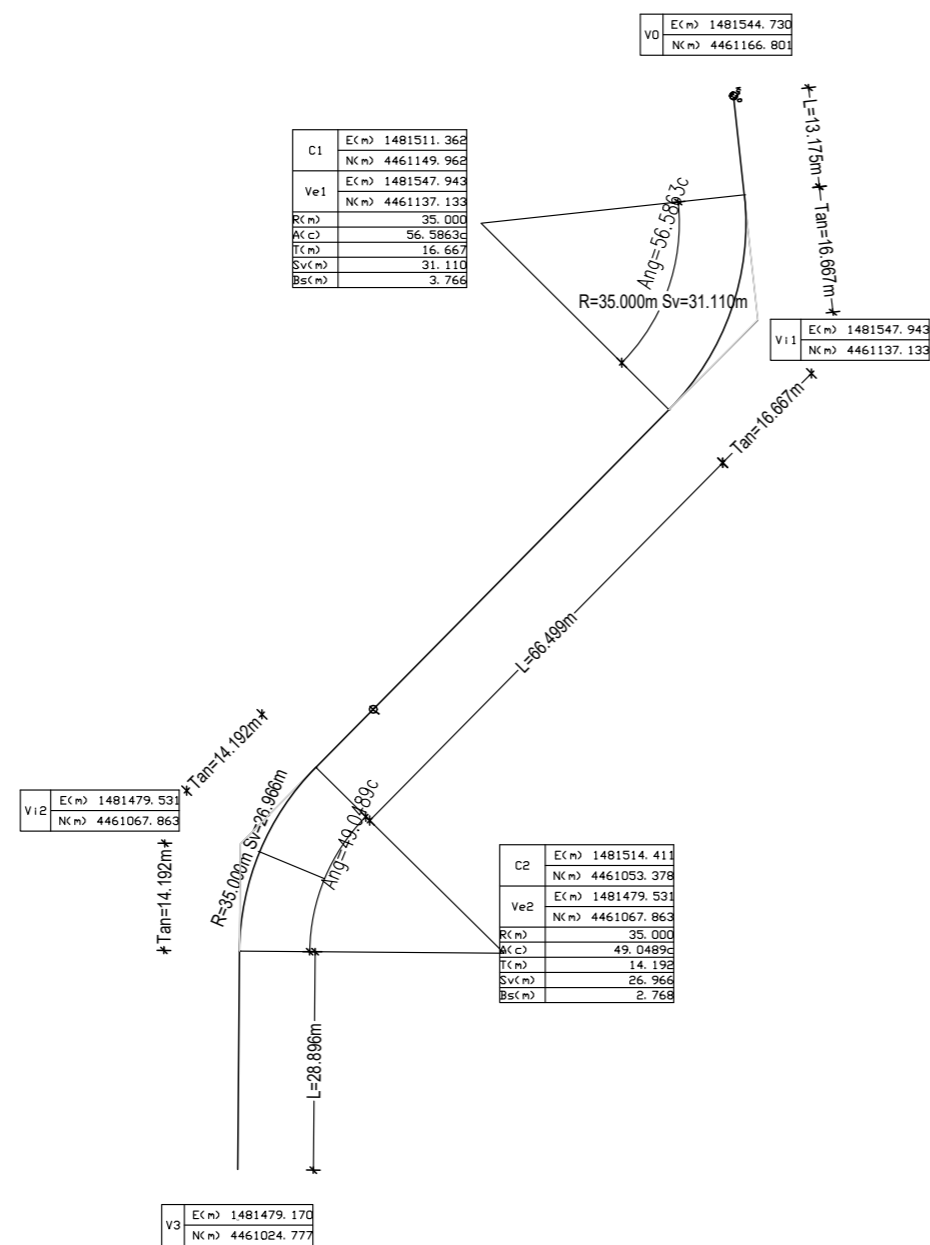 V0
E(m) 1481544.730
N(m) 4461166.801
L=13.175m
Tan=16.667m
C1
E(m) 1481511.362
N(m) 4461149.962
Ve1
E(m) 1481547.943
N(m) 4461137.133
R(m) 35.000
A(c) 56.5863c
T(m) 16.667
Sv(m) 31.110
Bs(m) 3.766
Ang=56.5863c
R=35.000m Sv=31.110m
Vi1
E(m) 1481547.943
N(m) 4461137.133
Tan=16.667m
L=66.499m
Tan=14.192m
Vi2
E(m) 1481479.531
N(m) 4461067.863
R=35.000m Sv=26.966m
Ang=49.0489c
Tan=14.192m
C2
E(m) 1481514.411
N(m) 4461053.378
Ve2
E(m) 1481479.531
N(m) 4461067.863
R(m) 35.000
A(c) 49.0489c
T(m) 14.192
Sv(m) 26.966
Bs(m) 2.768
L=28.896m
V3
E(m) 1481479.170
N(m) 4461024.777